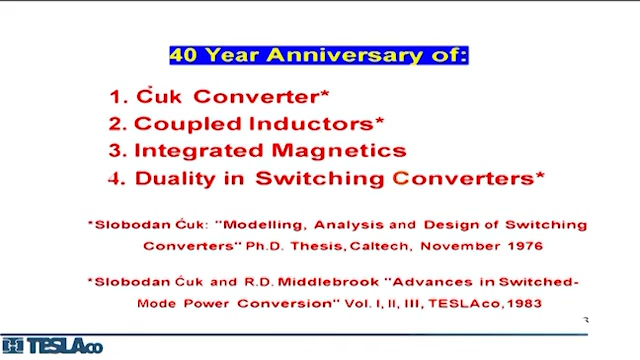 40 Year Anniversary of:
1. Ćuk Converter*
2. Coupled Inductors*
3. Integrated Magnetics
4. Duality in Switching Converters*
*Slobodan Ćuk: "Modelling, Analysis and Design of Switching
Converters" Ph.D. Thesis, Caltech, November 1976
*Slobodan Ćuk and R.D. Middlebrook "Advances in Switched-
Mode Power Conversion" Vol. I, II, III, TESLAco, 1983
3
TESLAco